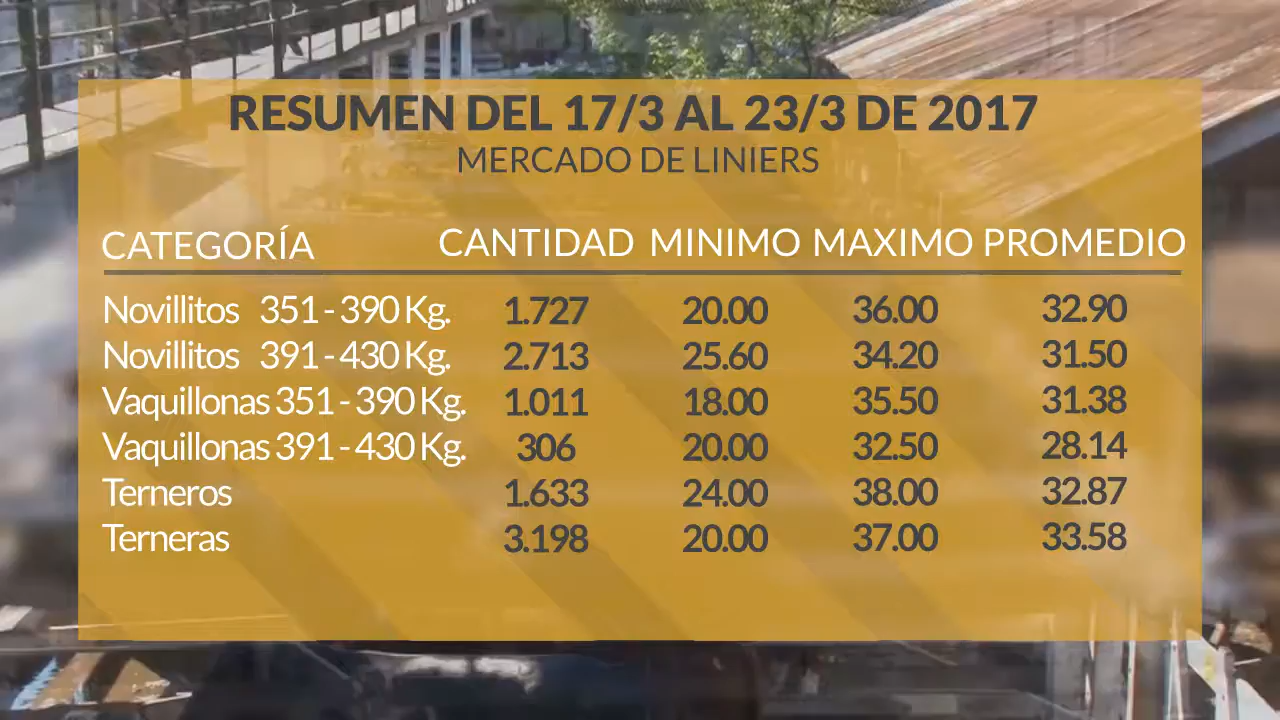 RESUMEN DEL 17/3 AL 23/3 DE 2017
MERCADO DE LINIERS
CATEGORÍA CANTIDAD MINIMO MAXIMO PROMEDIO
Novillitos 351 - 390 Kg. 1.727 20.00 36.00 32.90
Novillitos 391 - 430 Kg. 2.713 25.60 34.20 31.50
Vaquillonas 351 - 390 Kg. 1.011 18.00 35.50 31.38
Vaquillonas 391 - 430 Kg. 306 20.00 32.50 28.14
Terneros 1.633 24.00 38.00 32.87
Terneras 3.198 20.00 37.00 33.58